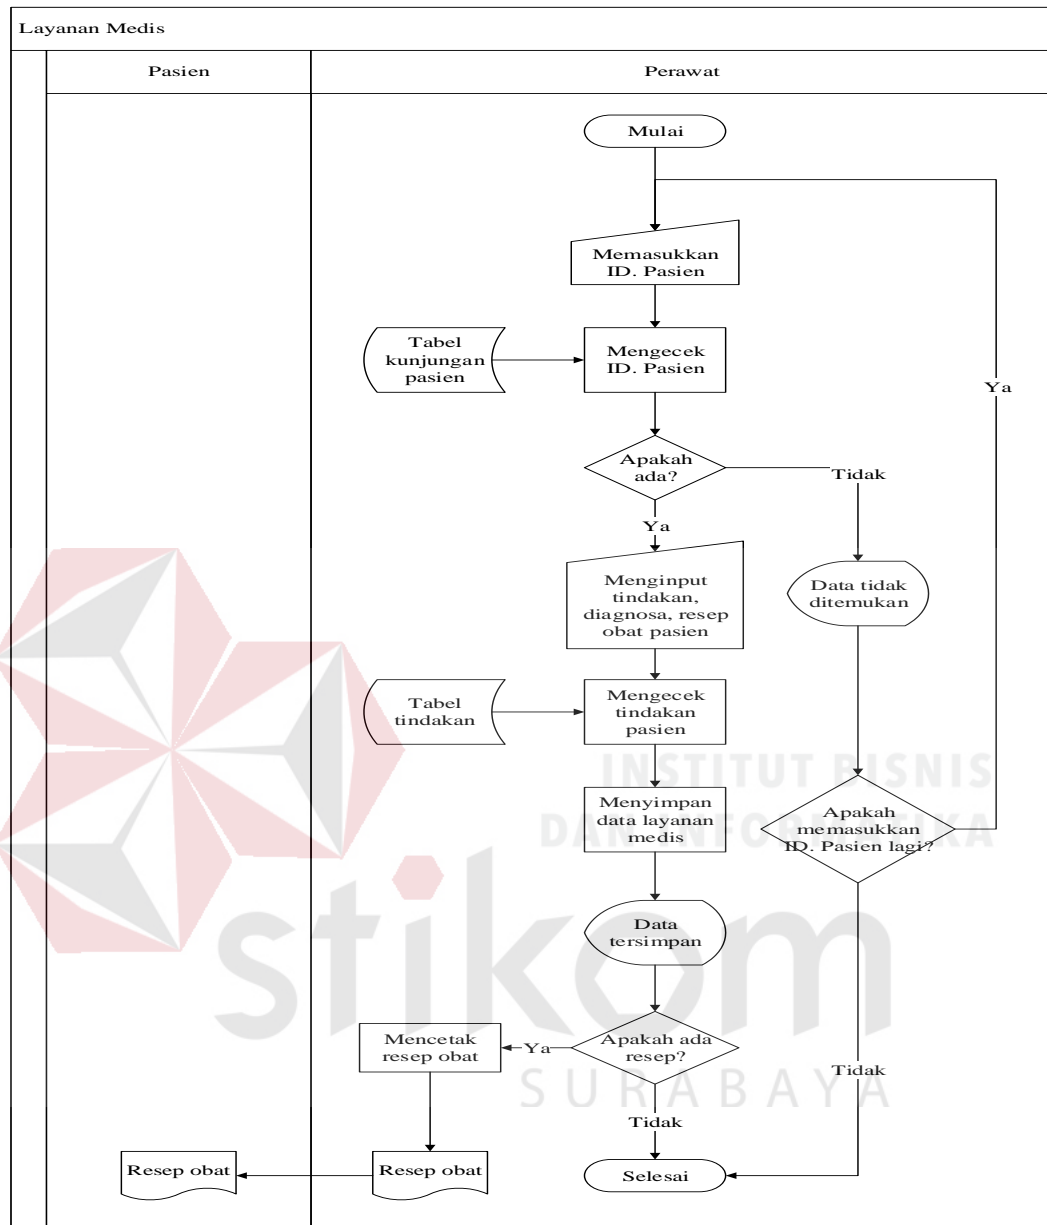 Layanan Medis
Pasien
Perawat
Mulai
Memasukkan
ID. Pasien
Tabel
kunjungan
pasien
Mengecek
ID. Pasien
Ya
Apakah
ada?
Tidak
Ya
Menginput
tindakan,
diagnosa, resep
obat pasien
Data tidak
ditemukan
Tabel
tindakan
Mengecek
tindakan
pasien
INSTITUT BISNIS
DAN INFORMATIKA
Menyimpan
data layanan
medis
Apakah
memasukkan
ID. Pasien lagi?
stikom
Data
tersimpan
Mencetak
resep obat
Ya
Apakah ada
resep?
Tidak
SURABAYA
Tidak
Resep obat
Resep obat
Selesai